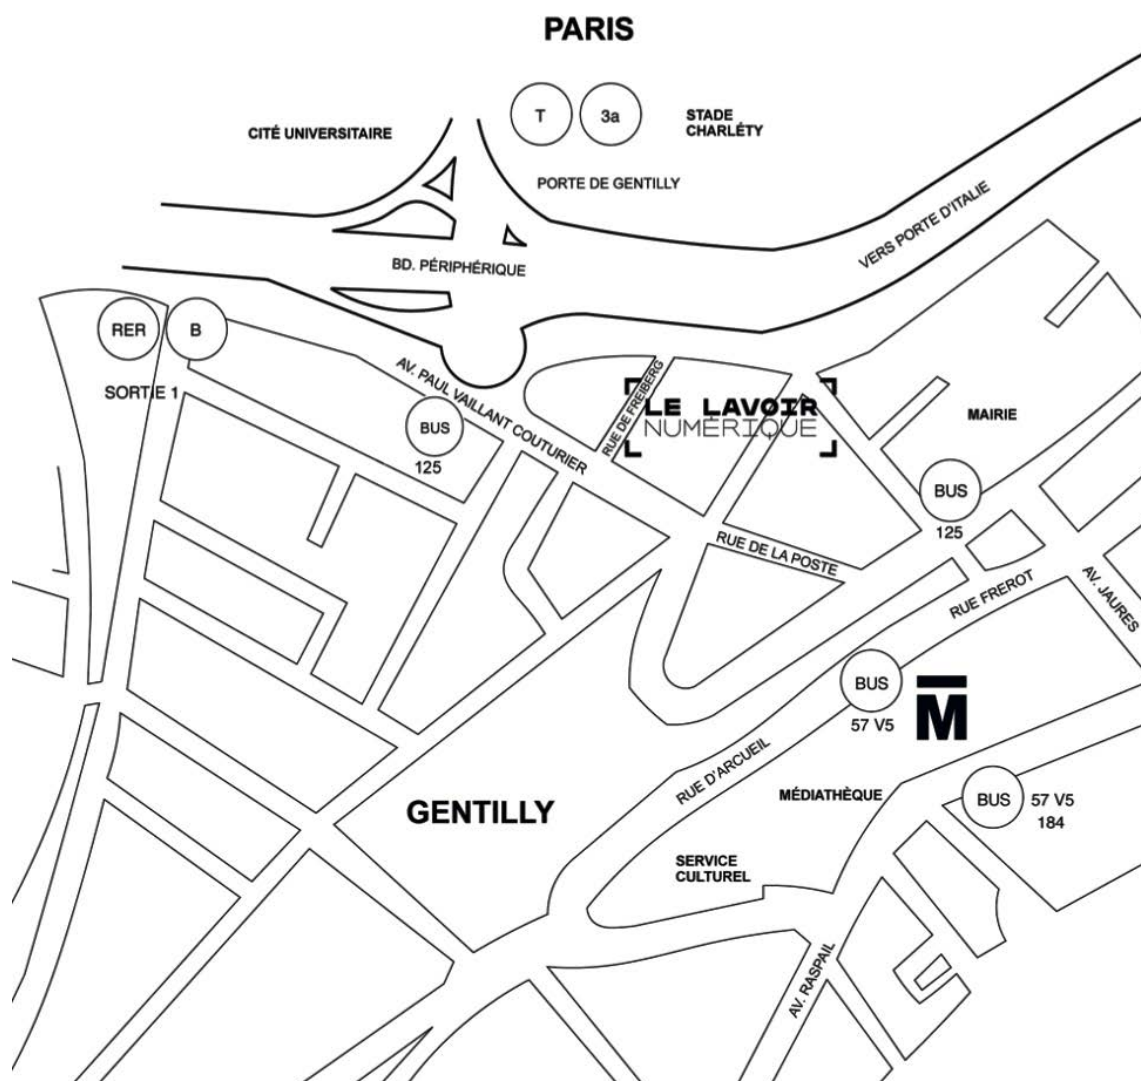 PARIS
T
3a
STADE
CHARLÉTY
CITÉ UNIVERSITAIRE
PORTE DE GENTILLY
VERS PORTE D'ITALIE
BD. PÉRIPHÉRIQUE
RER
B
SORTIE 1
AV. PAUL VAILLANT COUTURIER
BUS
125
RUE DE FREIBERG
LE LAVOIR
NUMÉRIQUE
MAIRIE
BUS
125
RUE DE LA POSTE
RUE FREROT
AV. JAURES
BUS
57 V5
M
RUE D'ARCUEIL
MÉDIATHÈQUE
BUS
57 V5
184
GENTILLY
SERVICE
CULTUREL
AV. RASPAIL